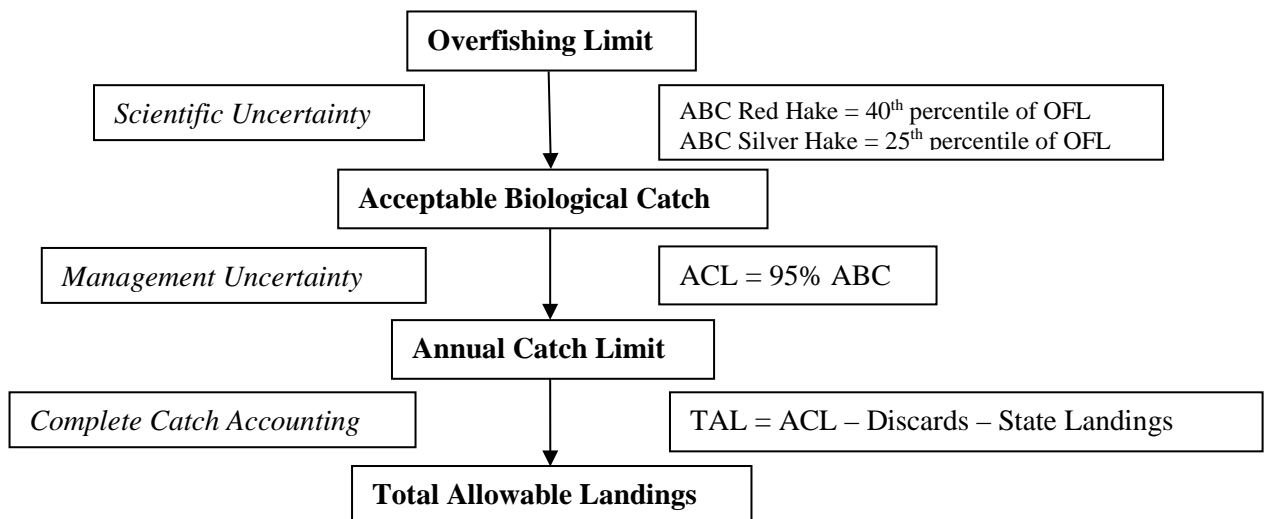 Overfishing Limit
Scientific Uncertainty
ABC Red Hake = 40th percentile of OFL
ABC Silver Hake = 25th percentile of OFL
Acceptable Biological Catch
Management Uncertainty
ACL = 95% ABC
Annual Catch Limit
Complete Catch Accounting
TAL = ACL – Discards – State Landings
Total Allowable Landings